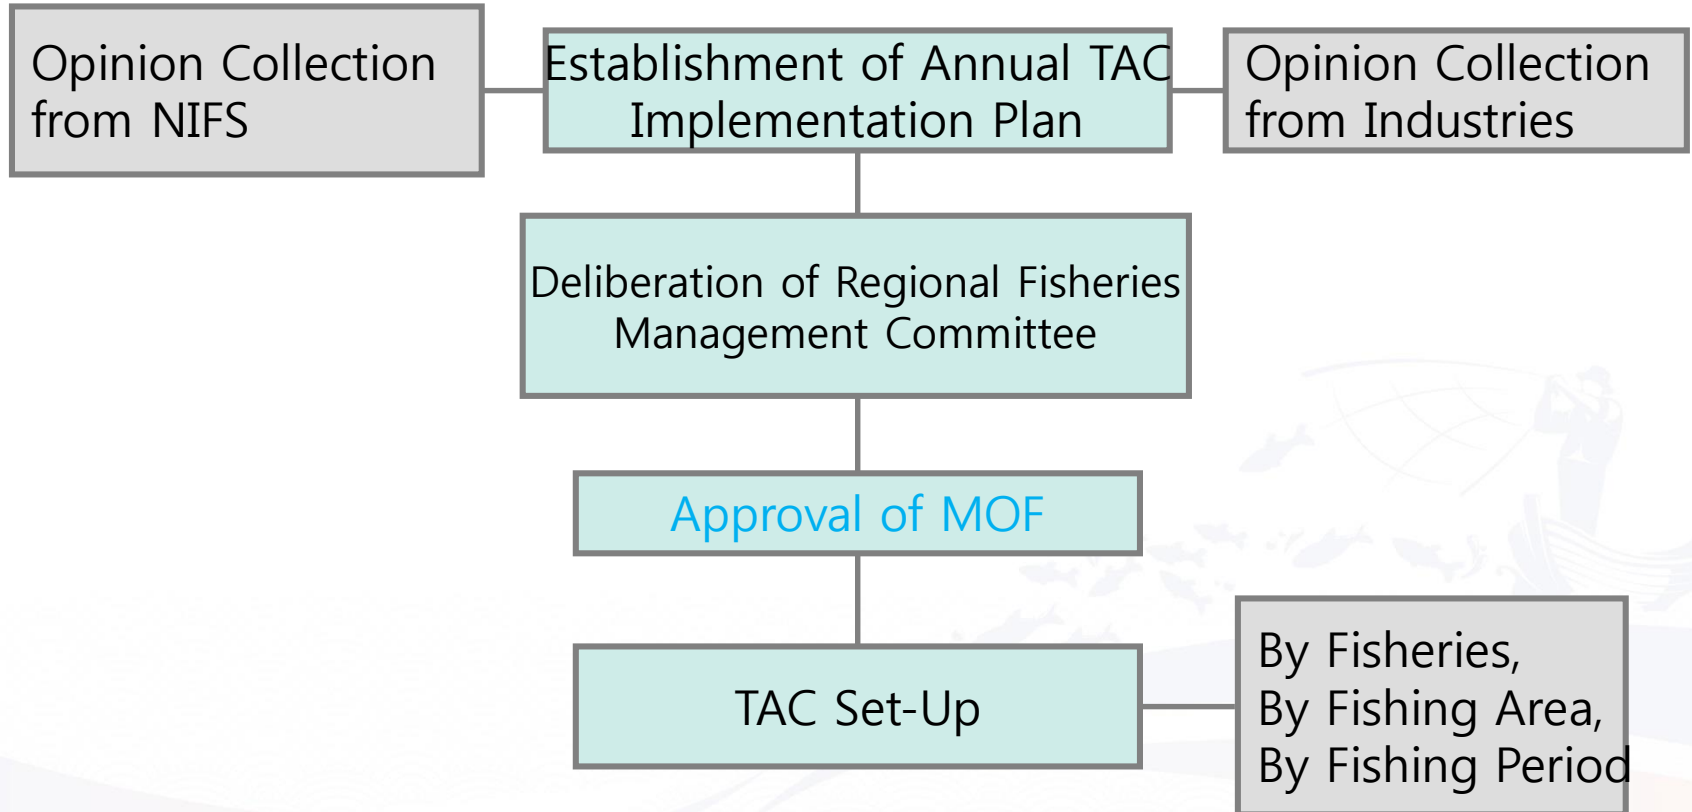 Opinion Collection
from NIFS
Establishment of Annual TAC
Implementation Plan
Opinion Collection
from Industries
Deliberation of Regional Fisheries
Management Committee
Approval of MOF
TAC Set-Up
By Fisheries,
By Fishing Area,
By Fishing Period